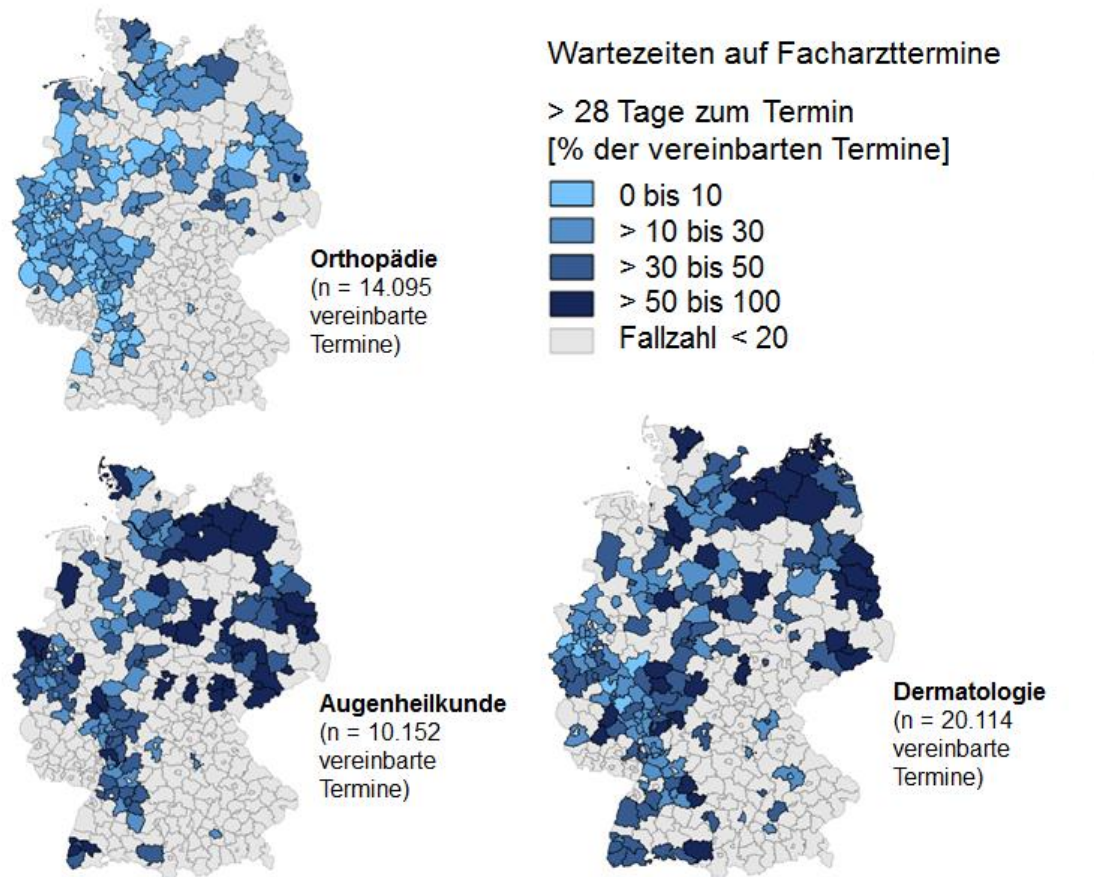 Wartezeiten auf Facharzttermine
> 28 Tage zum Termin
[% der vereinbarten Termine]
0 bis 10
> 10 bis 30
> 30 bis 50
> 50 bis 100
Fallzahl < 20
Orthopädie
(n = 14.095
vereinbarte
Termine)
Augenheilkunde
(n = 10.152
vereinbarte
Termine)
Dermatologie
(n = 20.114
vereinbarte
Termine)